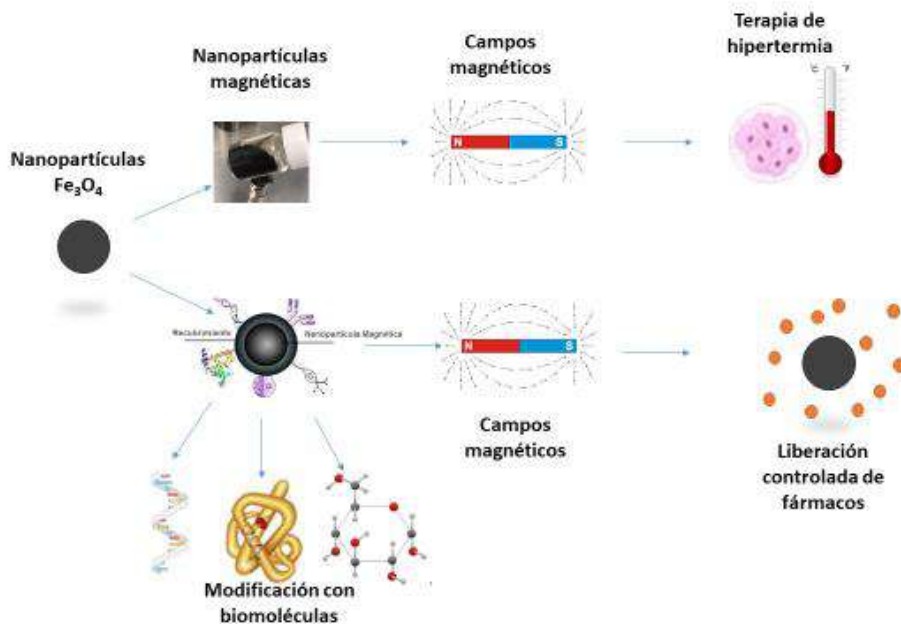 Nanopartículas
Fe₃O₄
Nanopartículas
magnéticas
Campos
magnéticos
N
S
Terapia de
hipertermia
°C
°F
Recubrimiento
Nanopartícula Magnética
N
S
Campos
magnéticos
Liberación
controlada de
fármacos
Modificación con
biomoléculas